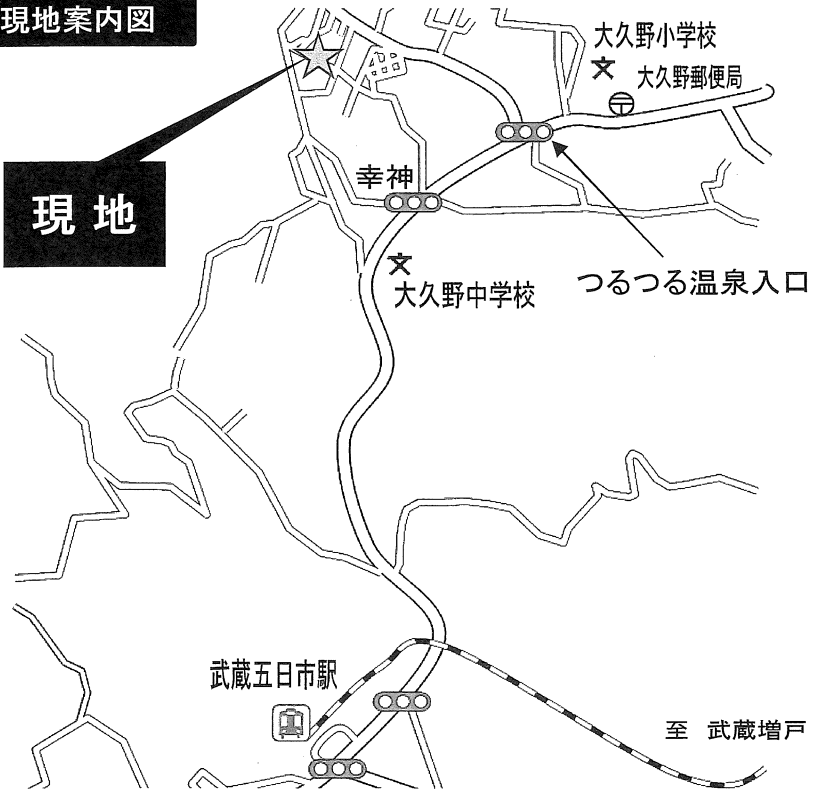 現地案内図
大久野小学校
大久野郵便局
現地
幸神
大久野中学校
つるつる温泉入口
武蔵五日市駅
至 武蔵増戸